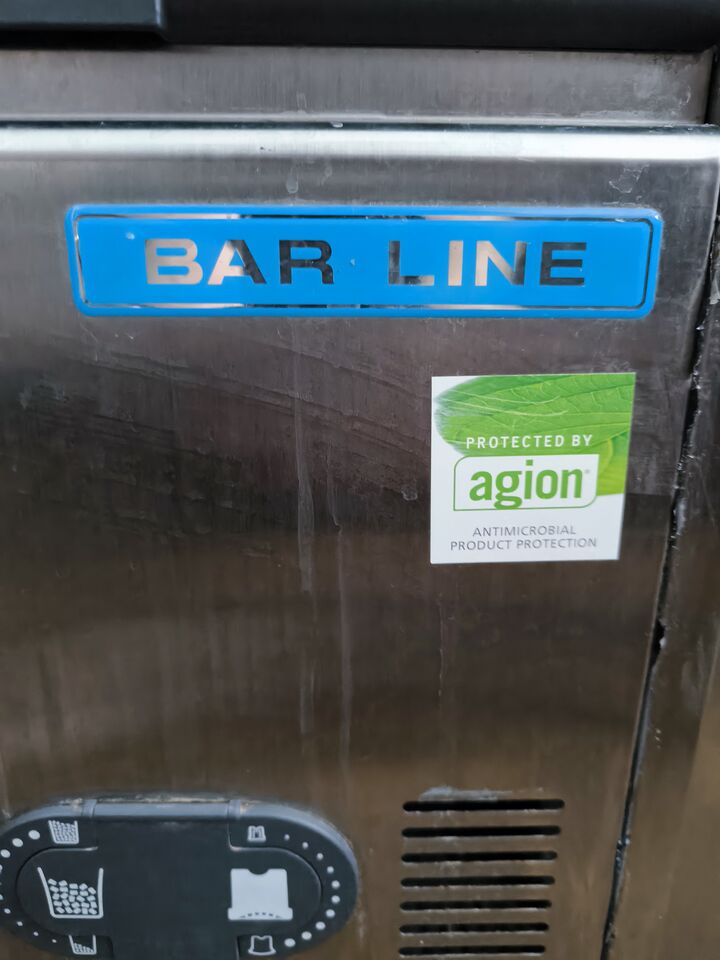 BAR LINE
PROTECTED BY
agion®
ANTIMICROBIAL
PRODUCT PROTECTION